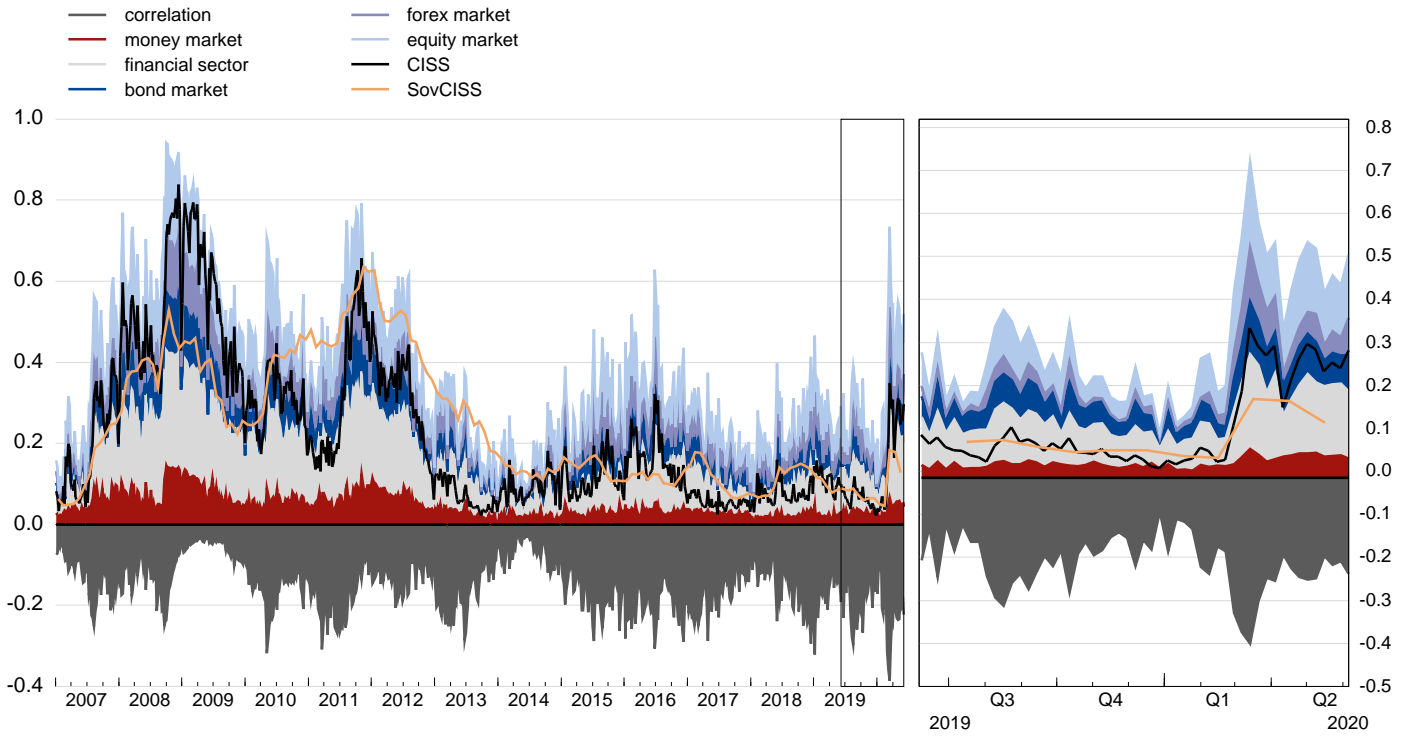 correlation
money market
financial sector
bond market
forex market
equity market
CISS
SovCISS
1.0
0.8
0.6
0.4
0.2
0.0
-0.2
-0.4
2007 2008 2009 2010 2011 2012 2013 2014 2015 2016 2017 2018 2019
0.8
0.7
0.6
0.5
0.4
0.3
0.2
0.1
0.0
-0.1
-0.2
-0.3
-0.4
-0.5
Q3 Q4 Q1 Q2
2019 2020